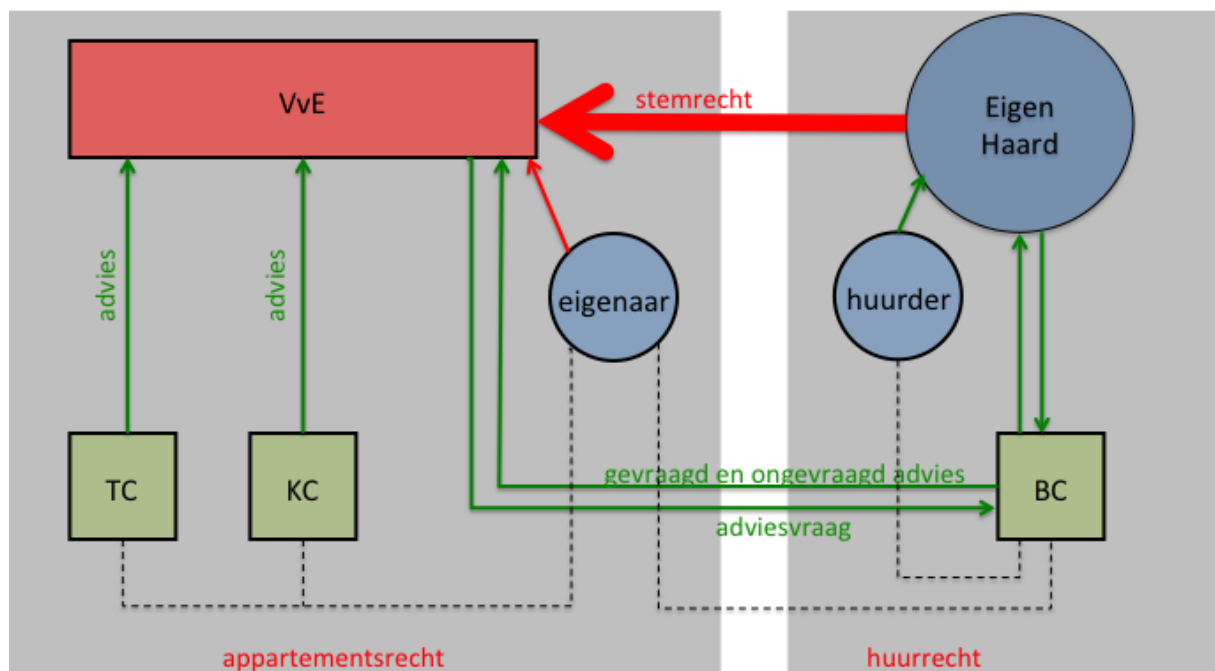 VvE
stemrecht
Eigen
Haard
advies
advies
eigenaar
huurder
TC
KC
gevraagd en ongevraagd advies
BC
adviesvraag
appartementsrecht
huurrecht